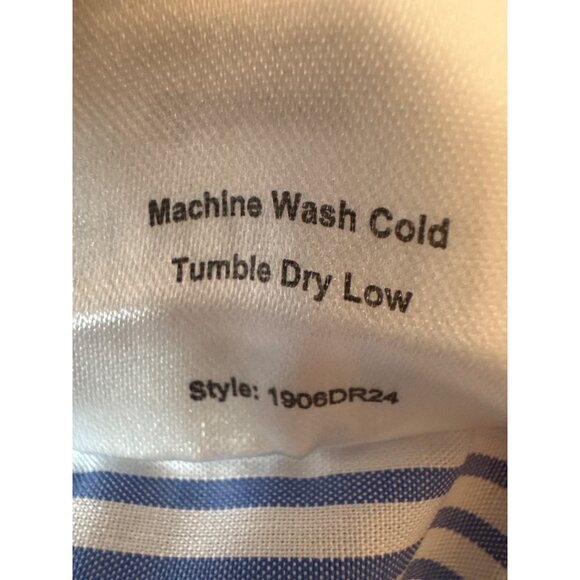 Machine Wash Cold
Tumble Dry Low
Style: 1906DR24